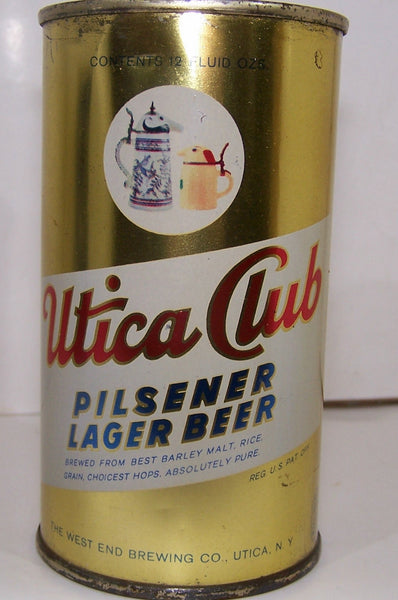 CONTENTS 12 FLUID OZS.
Utica Club
PILSENER
LAGER BEER
BREWED FROM BEST BARLEY MALT, RICE,
GRAIN, CHOICEST HOPS. ABSOLUTELY PURE.
REG. U.S. PAT. OFF.
THE WEST END BREWING CO., UTICA, N.Y.